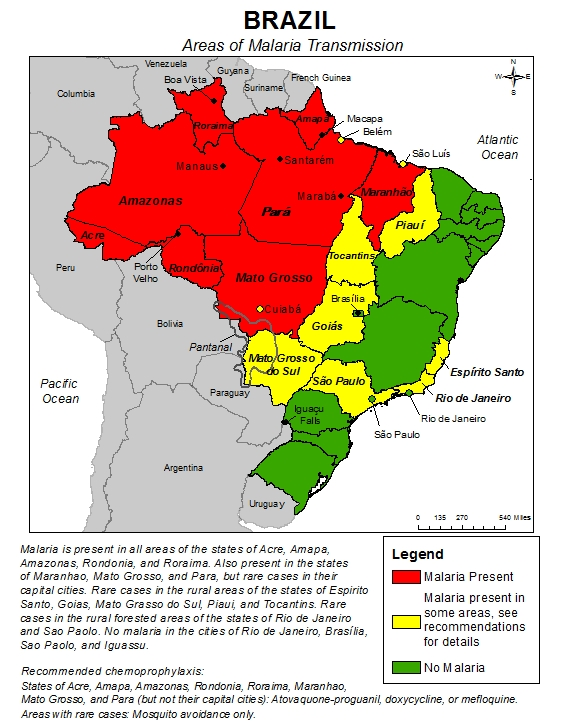 BRAZIL
Areas of Malaria Transmission
Venezuela
Boa Vista
Guyana
Suriname
French Guinea
Columbia
N
W
E
S
Roraima
Amapa
Macapa
Belém
Atlantic
Ocean
São Luís
Manaus
Santarém
Marabá
Maranhão
Amazonas
Pará
Piauí
Acre
Tocantins
Peru
Porto
Velho
Rondônia
Mato Grosso
Cuiabá
Brasília
Goiás
Bolivia
Pantanal
Mato Grosso
do Sul
Espírito Santo
São Paulo
Rio de Janeiro
Pacific
Ocean
Paraguay
Iguaçu
Falls
Rio de Janeiro
São Paulo
Argentina
Uruguay
0 135 270 540 Miles
Malaria is present in all areas of the states of Acre, Amapa,
Amazonas, Rondonia, and Roraima. Also present in the states
of Maranhao, Mato Grosso, and Para, but rare cases in their
capital cities. Rare cases in the rural areas of the states of Espirito
Santo, Goias, Mato Grasso do Sul, Piaui, and Tocantins. Rare
cases in the rural forested areas of the states of Rio de Janeiro
and Sao Paolo. No malaria in the cities of Rio de Janeiro, Brasília,
Sao Paolo, and Iguassu.
Recommended chemoprophylaxis:
States of Acre, Amapa, Amazonas, Rondonia, Roraima, Maranhao,
Mato Grosso, and Para (but not their capital cities): Atovaquone-proguanil, doxycycline, or mefloquine.
Areas with rare cases: Mosquito avoidance only.
Legend
Malaria Present
Malaria present in
some areas, see
recommendations
for details
No Malaria